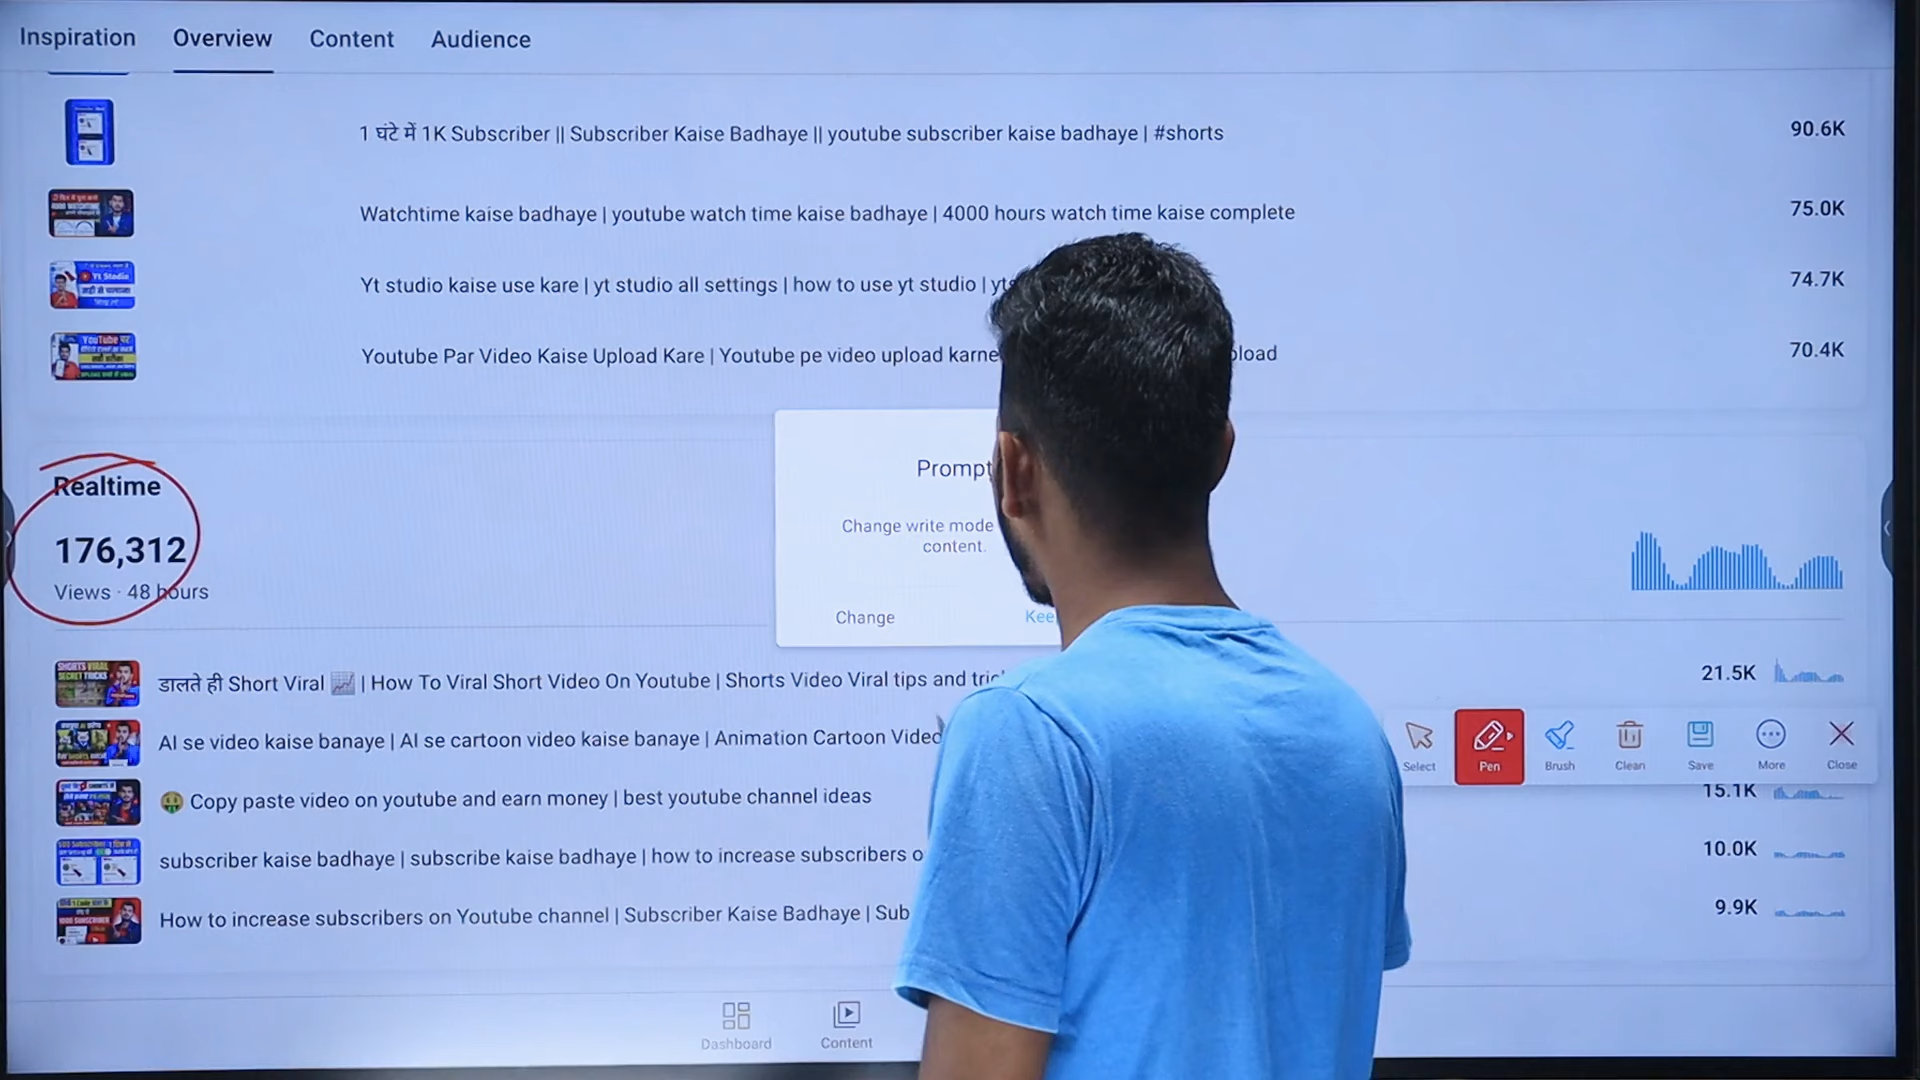 Inspiration Overview Content Audience
1 घंटे में 1K Subscriber || Subscriber Kaise Badhaye || youtube subscriber kaise badhaye | #shorts 90.6K
Watchtime kaise badhaye | youtube watch time kaise badhaye | 4000 hours watch time kaise complete 75.0K
Yt studio kaise use kare | yt studio all settings | how to use yt studio | 74.7K
Youtube Par Video Kaise Upload Kare | Youtube pe video upload karne 70.4K
Realtime
176,312
Views · 48 hours
Prompt
Change write mode
content.
Change
डालते ही Short Viral 📈 | How To Viral Short Video On Youtube | Shorts Video Viral tips and 21.5K
AI se video kaise banaye | AI se cartoon video kaise banaye | Animation Cartoon Video
🤑 Copy paste video on youtube and earn money | best youtube channel ideas 15.1K
subscriber kaise badhaye | subscribe kaise badhaye | how to increase subscribers 10.0K
How to increase subscribers on Youtube channel | Subscriber Kaise Badhaye | 9.9K
Select Pen Brush Clean Save More Close
Dashboard Content